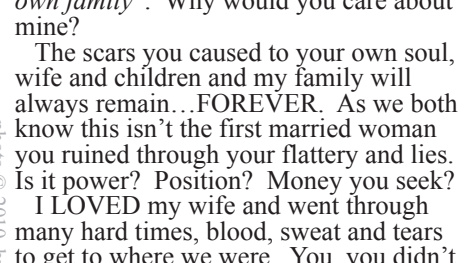 own family". Why would you care about
mine?
The scars you caused to your own soul,
wife and children and my family will
always remain…FOREVER. As we both
know this isn't the first married woman
you ruined through your flattery and lies.
Is it power? Position? Money you seek?
I LOVED my wife and went through
many hard times, blood, sweat and tears
to get to where we were. You, you didn't